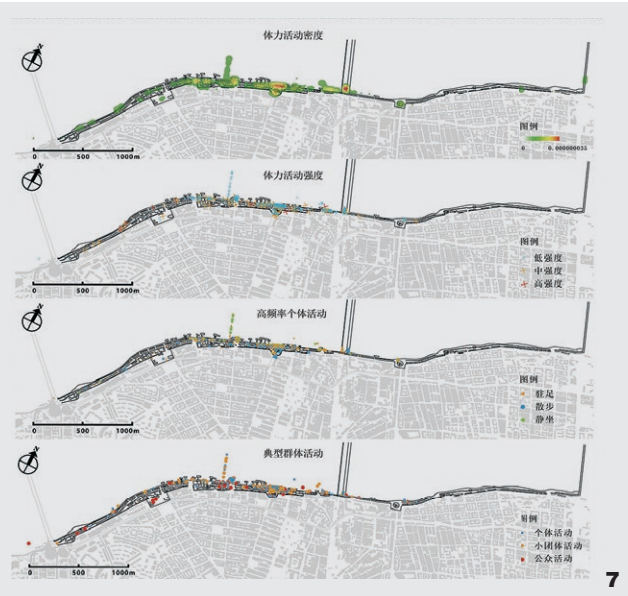 体力活动密度
N
图例
0 0.000000035
0 500 1000m
体力活动强度
N
图例
低强度
中强度
高强度
0 500 1000m
高频率个体活动
N
图例
驻足
散步
静坐
0 500 1000m
典型群体活动
N
图例
个体活动
小团体活动
公众活动
0 500 1000m
7